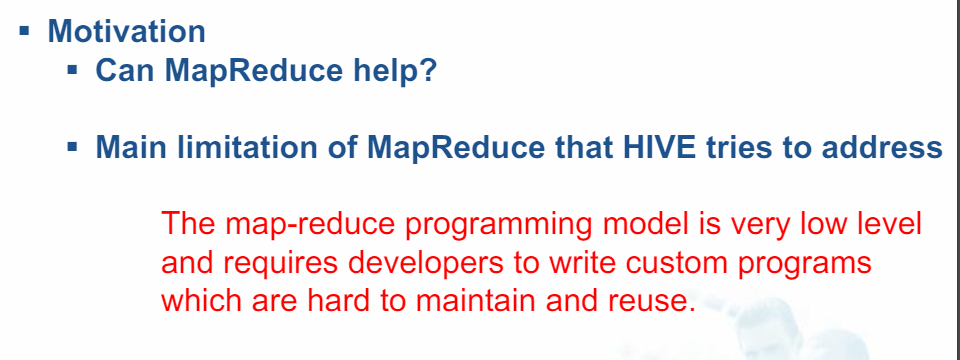 ▪ Motivation
▪ Can MapReduce help?
▪ Main limitation of MapReduce that HIVE tries to address
The map-reduce programming model is very low level
and requires developers to write custom programs
which are hard to maintain and reuse.